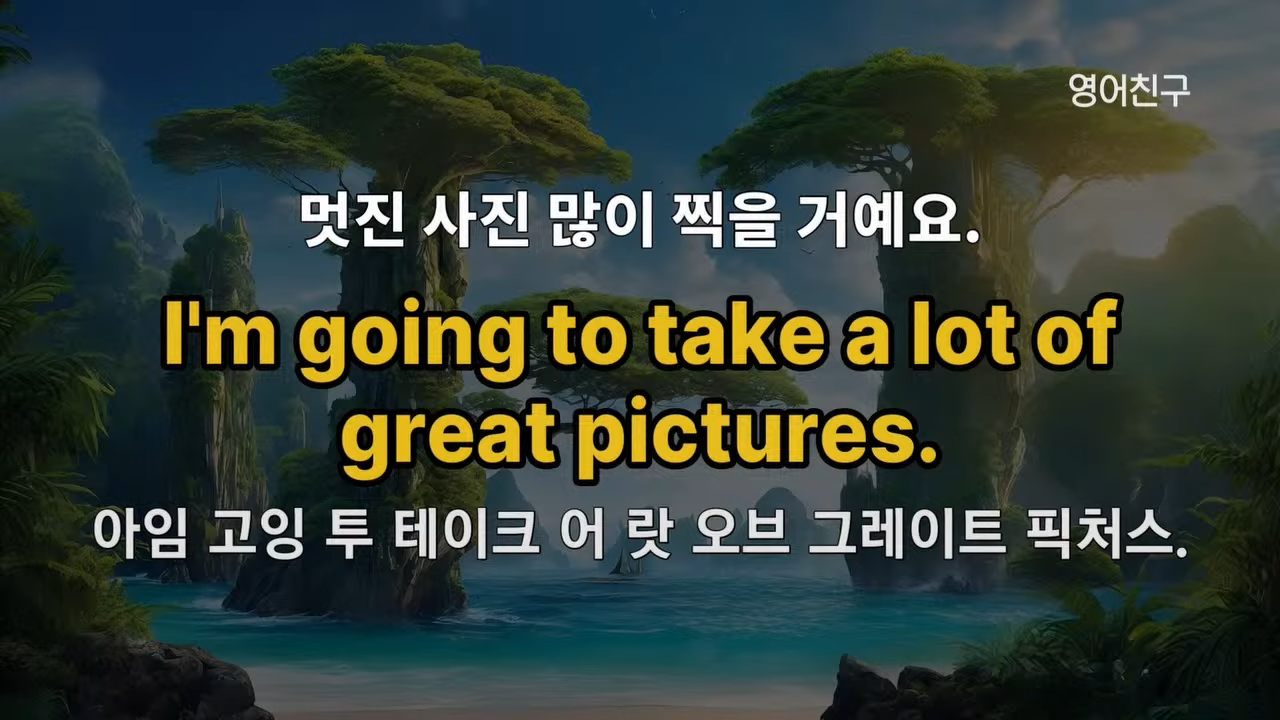 영어친구
멋진 사진 많이 찍을 거예요.
I'm going to take a lot of
great pictures.
아임 고잉 투 테이크 어 랏 오브 그레이트 픽처스.